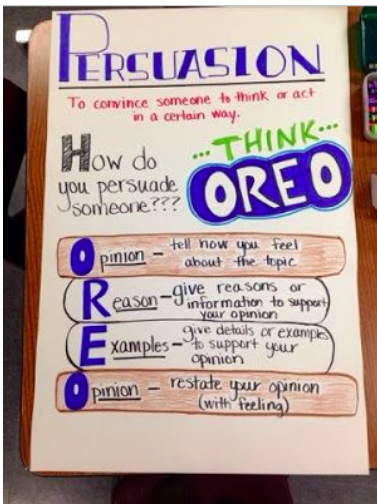 PERSUASION
To convince someone to think or act
in a certain way.
How do
you persuade
someone???
...THINK...
OREO
Opinion – tell how you feel
about the topic
Reason – give reasons or
information to support
your opinion
Examples – give details or examples
to support your
opinion
Opinion – restate your opinion
(with feeling)